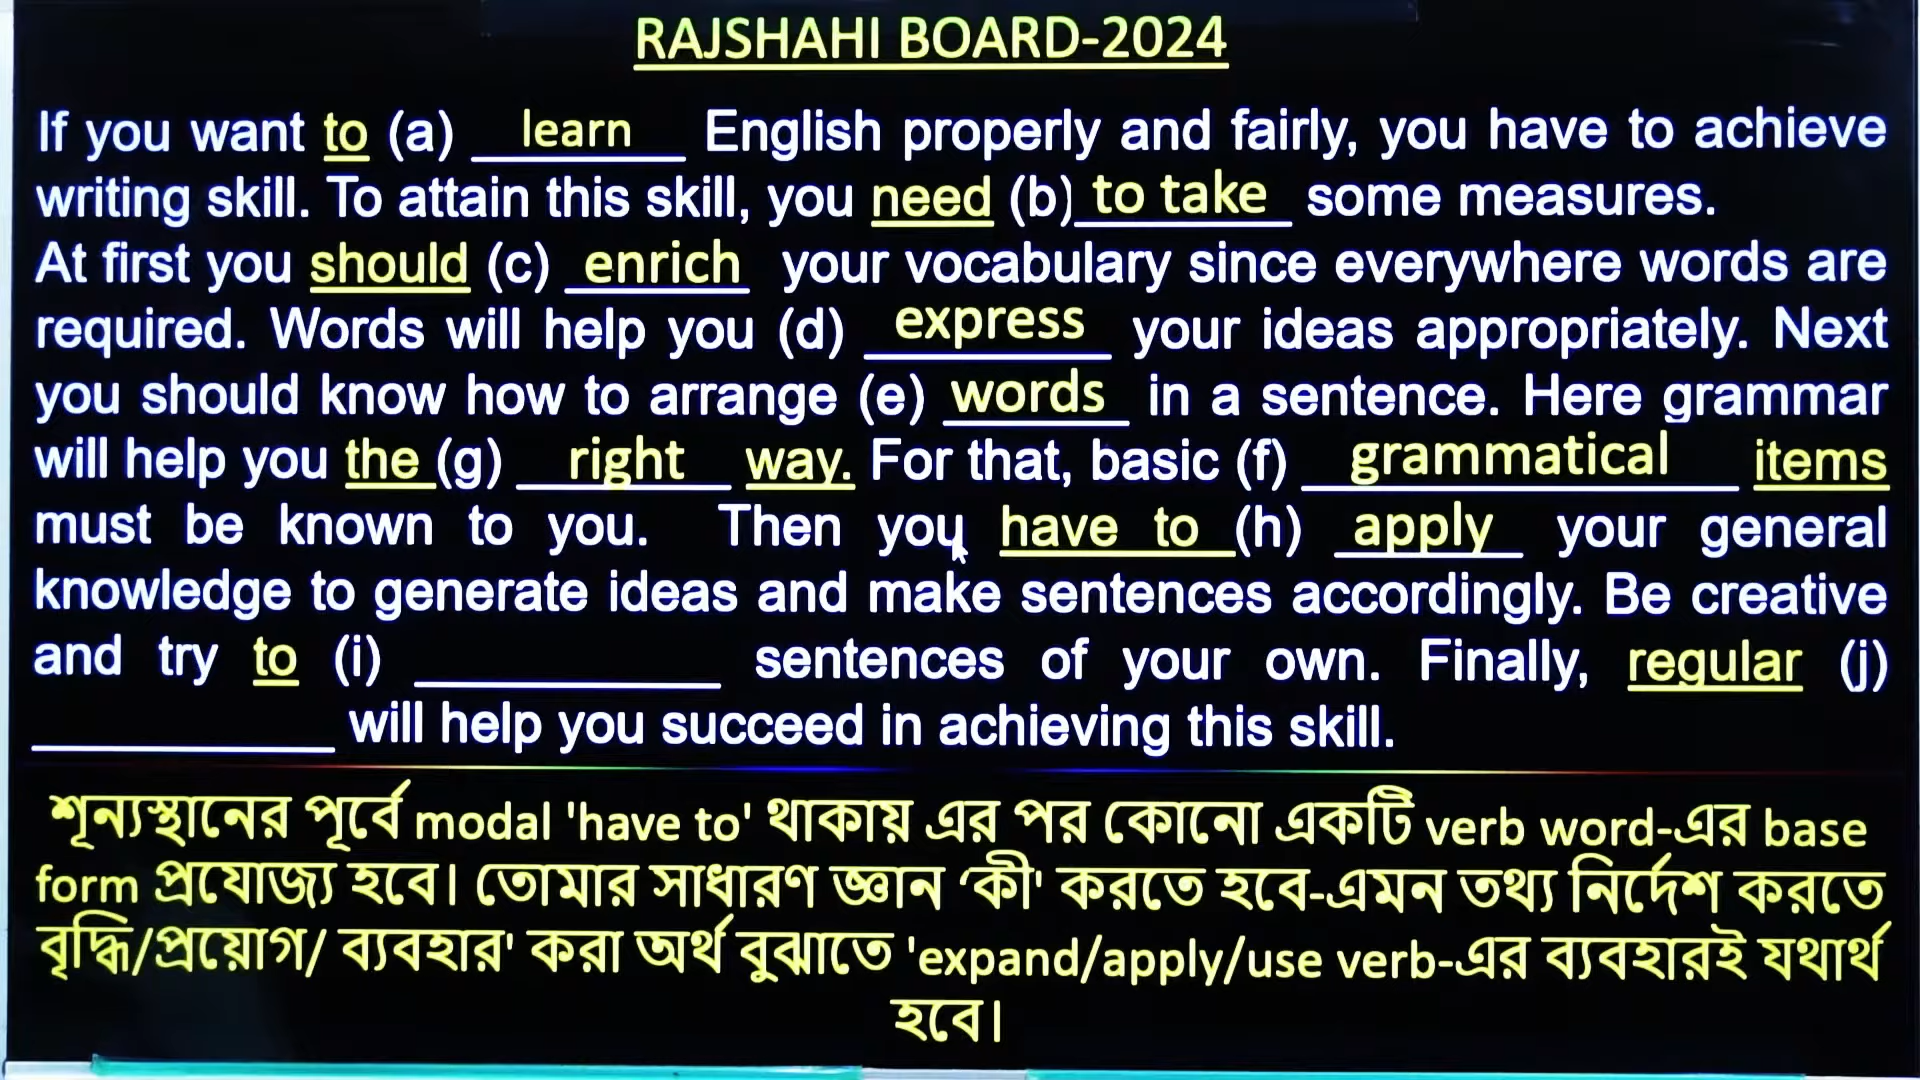 RAJSHAHI BOARD-2024
If you want to (a) learn English properly and fairly, you have to achieve
writing skill. To attain this skill, you need (b) to take some measures.
At first you should (c) enrich your vocabulary since everywhere words are
required. Words will help you (d) express your ideas appropriately. Next
you should know how to arrange (e) words in a sentence. Here grammar
will help you the (g) right way. For that, basic (f) grammatical items
must be known to you. Then you have to (h) apply your general
knowledge to generate ideas and make sentences accordingly. Be creative
and try to (i) __________ sentences of your own. Finally, regular (j)
__________ will help you succeed in achieving this skill.
শূন্যস্থানের পূর্বে modal 'have to' থাকায় এর পর কোনো একটি verb word-এর base
form প্রযোজ্য হবে। তোমার সাধারণ জ্ঞান ‘কী' করতে হবে-এমন তথ্য নির্দেশ করতে
বৃদ্ধি/প্রয়োগ/ ব্যবহার' করা অর্থ বুঝাতে 'expand/apply/use verb-এর ব্যবহারই যথার্থ
হবে।